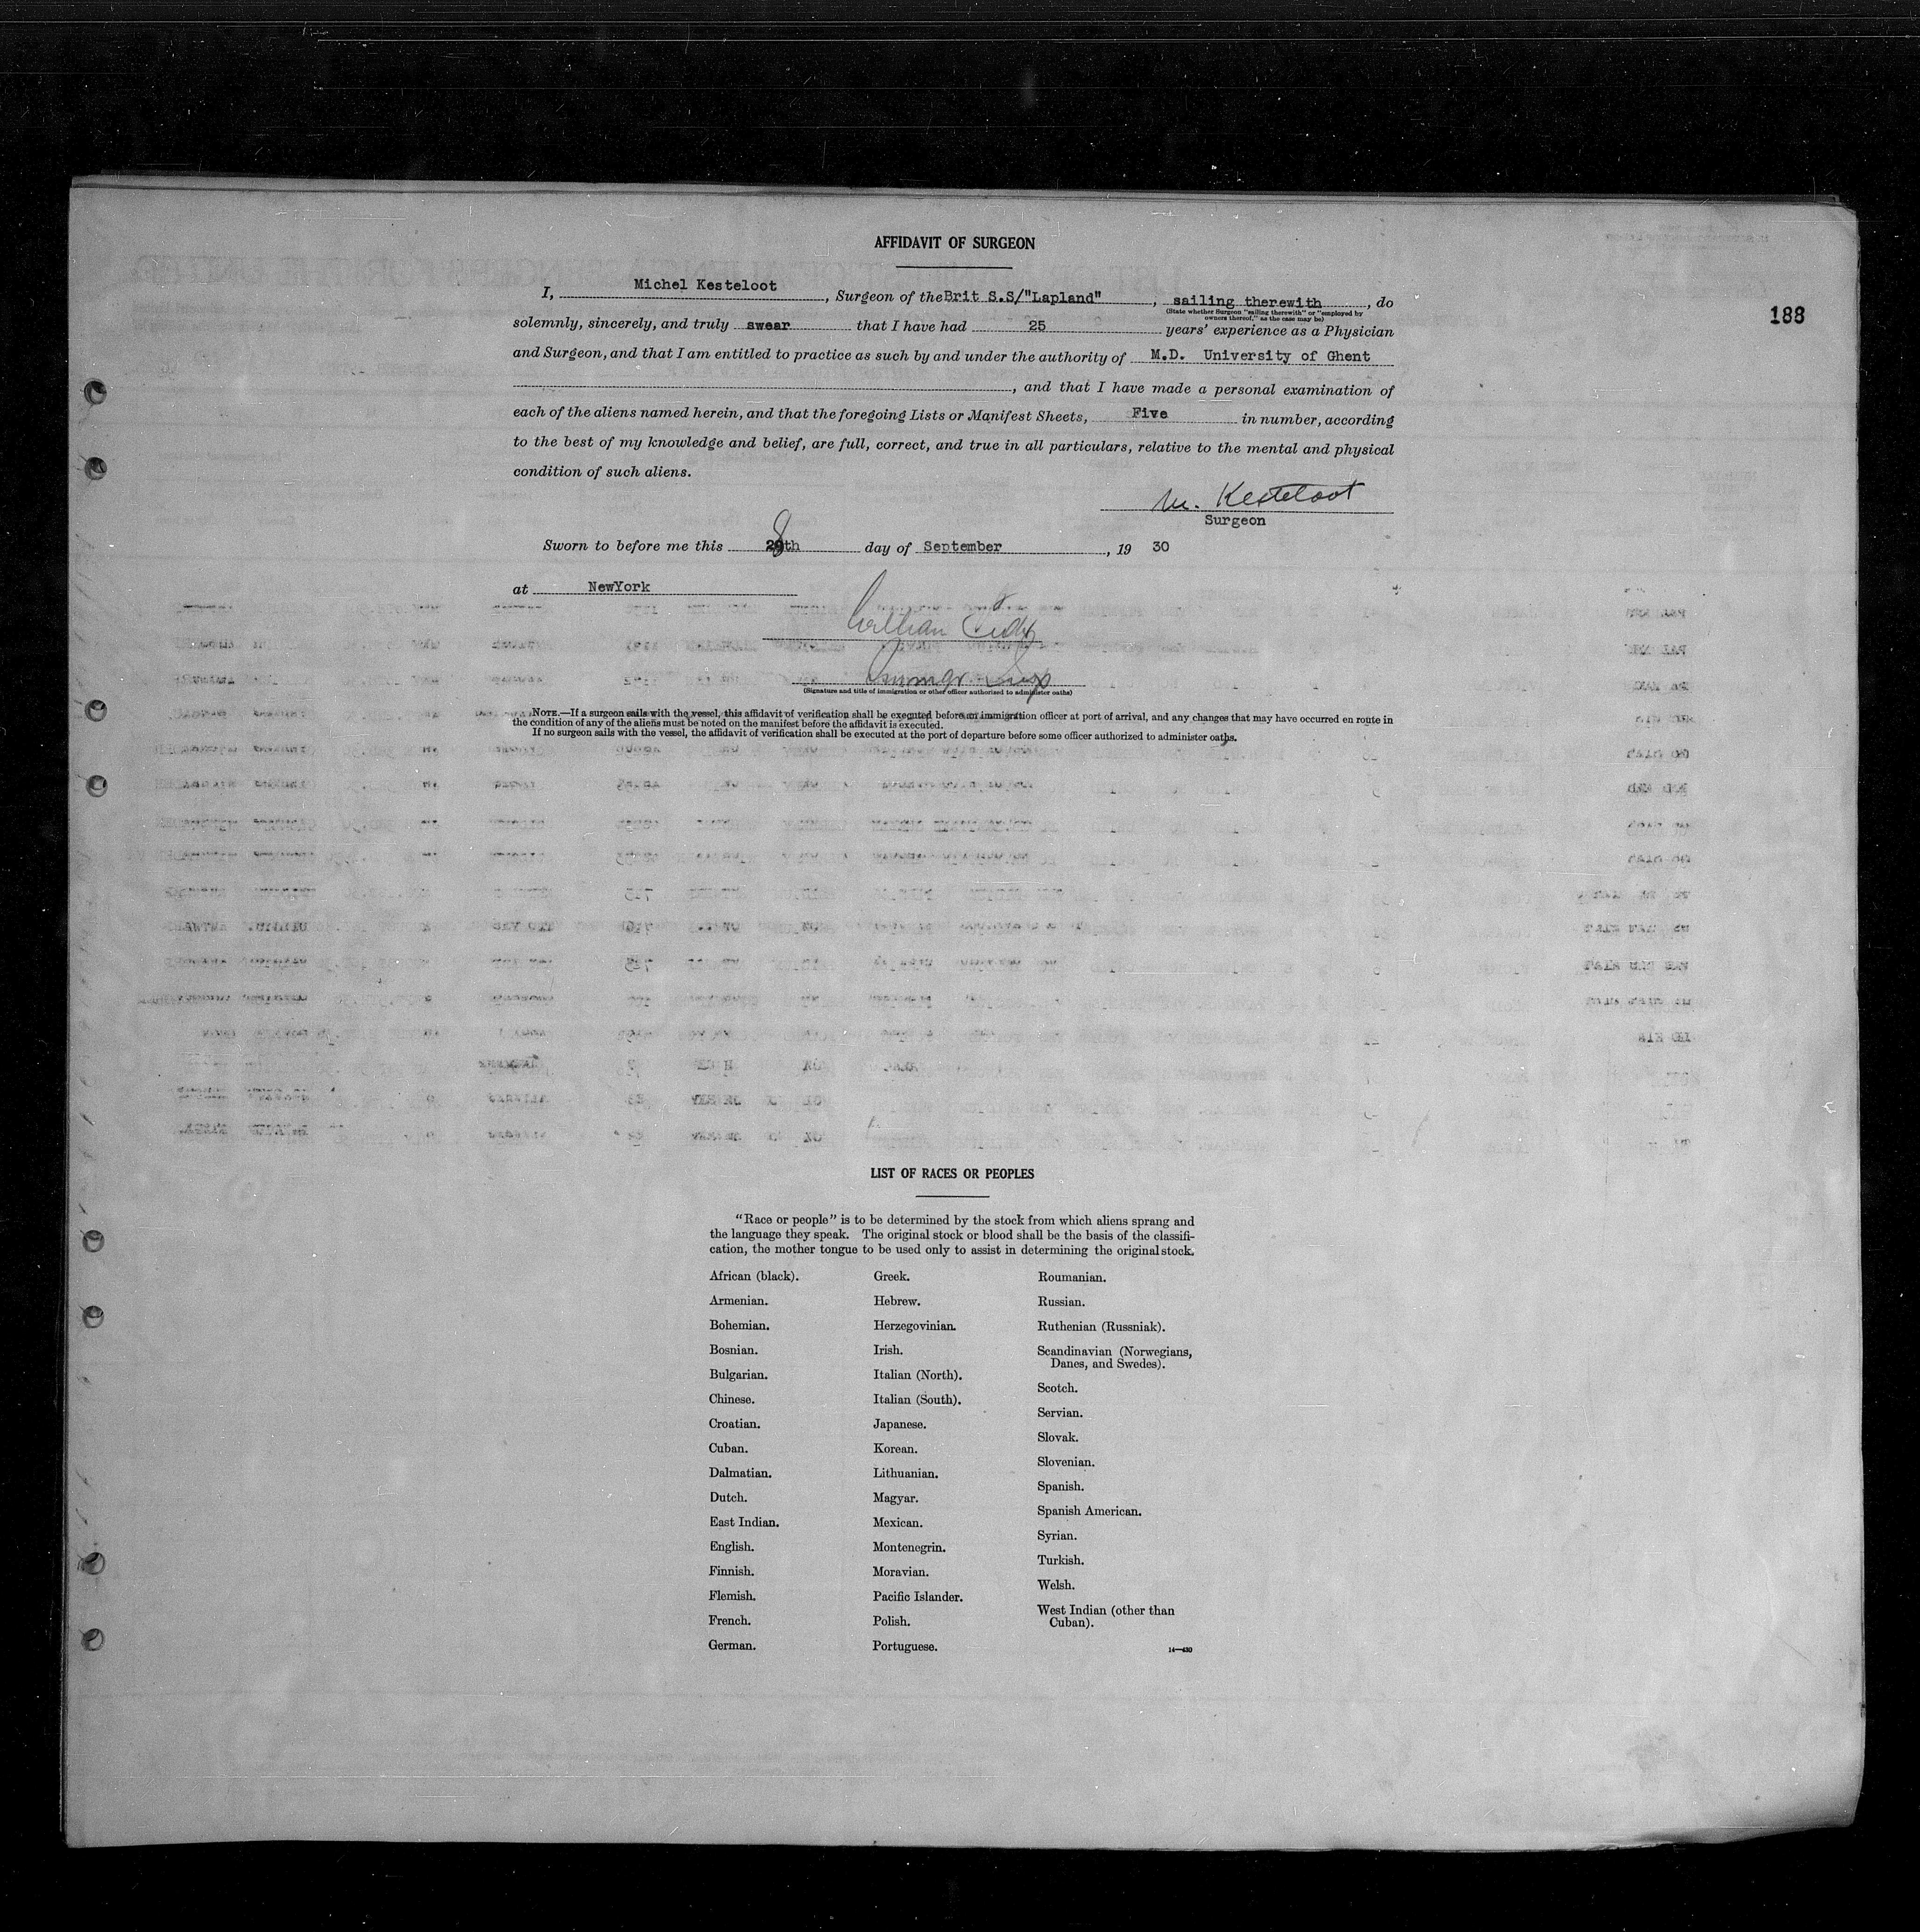 AFFIDAVIT OF SURGEON
188
I, Michel Kesteloot, Surgeon of the Brit S.S/"Lapland", sailing therewith, do
(State whether Surgeon "sailing therewith" or "employed by
owners thereof," as the case may be)
solemnly, sincerely, and truly swear that I have had 25 years' experience as a Physician
and Surgeon, and that I am entitled to practice as such by and under the authority of M.D. University of Ghent
, and that I have made a personal examination of
each of the aliens named herein, and that the foregoing Lists or Manifest Sheets, Five in number, according
to the best of my knowledge and belief, are full, correct, and true in all particulars, relative to the mental and physical
condition of such aliens.
M. Kesteloot
Surgeon
Sworn to before me this 28th day of September, 19 30
at NewYork
Immgr. Insp
(Signature and title of immigration or other officer authorized to administer oaths)
NOTE.—If a surgeon sails with the vessel, this affidavit of verification shall be executed before an immigration officer at port of arrival, and any changes that may have occurred en route in
the condition of any of the aliens must be noted on the manifest before the affidavit is executed.
If no surgeon sails with the vessel, the affidavit of verification shall be executed at the port of departure before some officer authorized to administer oaths.
LIST OF RACES OR PEOPLES
"Race or people" is to be determined by the stock from which aliens sprang and
the language they speak. The original stock or blood shall be the basis of the classifi-
cation, the mother tongue to be used only to assist in determining the original stock.
African (black).
Armenian.
Bohemian.
Bosnian.
Bulgarian.
Chinese.
Croatian.
Cuban.
Dalmatian.
Dutch.
East Indian.
English.
Finnish.
Flemish.
French.
German.
Greek.
Hebrew.
Herzegovinian.
Irish.
Italian (North).
Italian (South).
Japanese.
Korean.
Lithuanian.
Magyar.
Mexican.
Montenegrin.
Moravian.
Pacific Islander.
Polish.
Portuguese.
Roumanian.
Russian.
Ruthenian (Russniak).
Scandinavian (Norwegians,
Danes, and Swedes).
Scotch.
Servian.
Slovak.
Slovenian.
Spanish.
Spanish American.
Syrian.
Turkish.
Welsh.
West Indian (other than
Cuban).
14—430